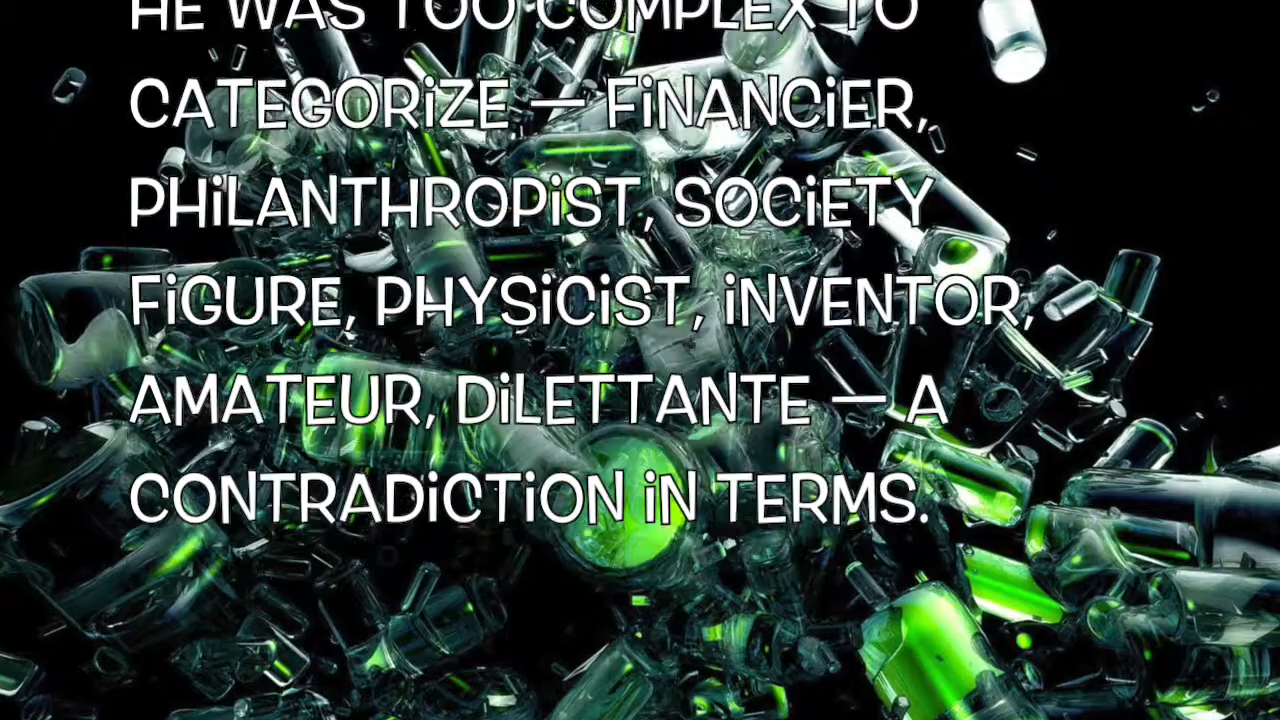 HE WAS TOO COMPLEX TO
CATEGORiZE — FiNANCiER,
PHiLANTHROPiST, SOCiETY
FiGURE, PHYSiCiST, iNVENTOR,
AMATEUR, DiLETTANTE — A
CONTRADiCTiON iN TERMS.